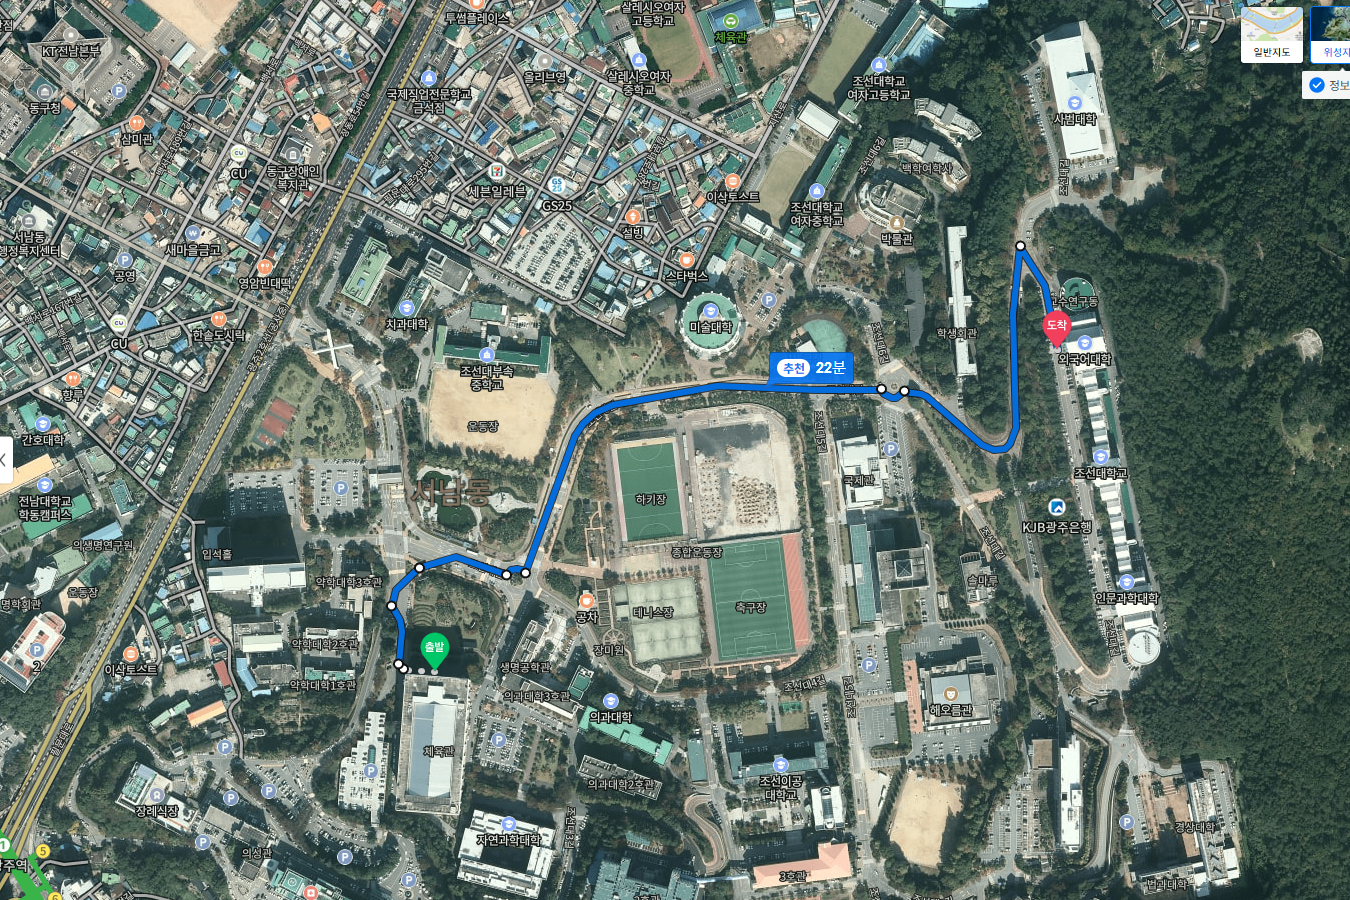 투썸플레이스
살레시오여자
고등학교
체육관
일반지도
위성지
정보
KT전남본부
동구청
국제직업전문학교
금석점
올리브영
살레시오여자
중학교
조선대학교
여자고등학교
사범대학
삼미관
CU
동구장애인
복지관
세븐일레븐
GS25
이삭토스트
조선대학교
여자중학교
백학여학사
박물관
서남동
행정복지센터
새마을금고
공영
영암빈대떡
설빙
스타벅스
CU
한솥도시락
치과대학
미술대학
학생회관
교수연구동
도착
외국어대학
조선대부속
중학교
추천 22분
향루
운동장
간호대학
전남대학교
학동캠퍼스
서남동
하키장
국제관
조선대학교
KJB광주은행
의생명연구원
입석홀
종합운동장
솔마루
약학대학3호관
운동장
명학회관
공차
테니스장
축구장
인문과학대학
약학대학2호관
출발
장미원
이삭토스트
생명공학관
약학대학1호관
의과대학3호관
조선대4길
의과대학
해오름관
체육관
의과대학2호관
조선이공
대학교
장례식장
의성관
자연과학대학
경상대학
3호관
법과대학